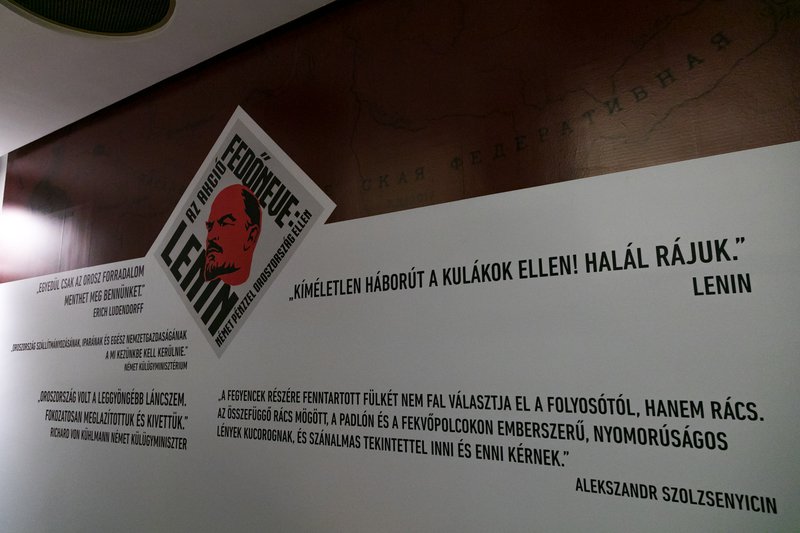 СКАЯ ФЕДЕРАТИВНАЯ
AZ AKCIÓ
FEDŐNEVE:
LENIN
NÉMET PÉNZZEL OROSZORSZÁG ELLEN
„EGYEDÜL CSAK AZ OROSZ FORRADALOM
MENTHET MEG BENNÜNKET.”
ERICH LUDENDORFF
„OROSZORSZÁG SZÁLLÍTMÁNYOZÁSÁNAK, IPARÁNAK ÉS EGÉSZ NEMZETGAZDASÁGÁNAK
A MI KEZÜNKBE KELL KERÜLNIE.”
NÉMET KÜLÜGYMINISZTÉRIUM
„OROSZORSZÁG VOLT A LEGGYÖNGÉBB LÁNCSZEM,
FOKOZATOSAN MEGLAZÍTOTTUK ÉS KIVETTÜK.”
RICHARD VON KÜHLMANN NÉMET KÜLÜGYMINISZTER
„KÍMÉLETLEN HÁBORÚT A KULÁKOK ELLEN! HALÁL RÁJUK.”
LENIN
„A FEGYENCEK RÉSZÉRE FENNTARTOTT FÜLKÉT NEM FAL VÁLASZTJA EL A FOLYOSÓTÓL, HANEM RÁCS.
AZ ÖSSZEFÜGGŐ RÁCS MÖGÖTT, A PADLÓN ÉS A FEKVŐPOLCOKON EMBERSZERŰ, NYOMORÚSÁGOS
LÉNYEK KUCOROGNAK, ÉS SZÁNALMAS TEKINTETTEL INNI ÉS ENNI KÉRNEK.”
ALEKSZANDR SZOLZSENYICIN